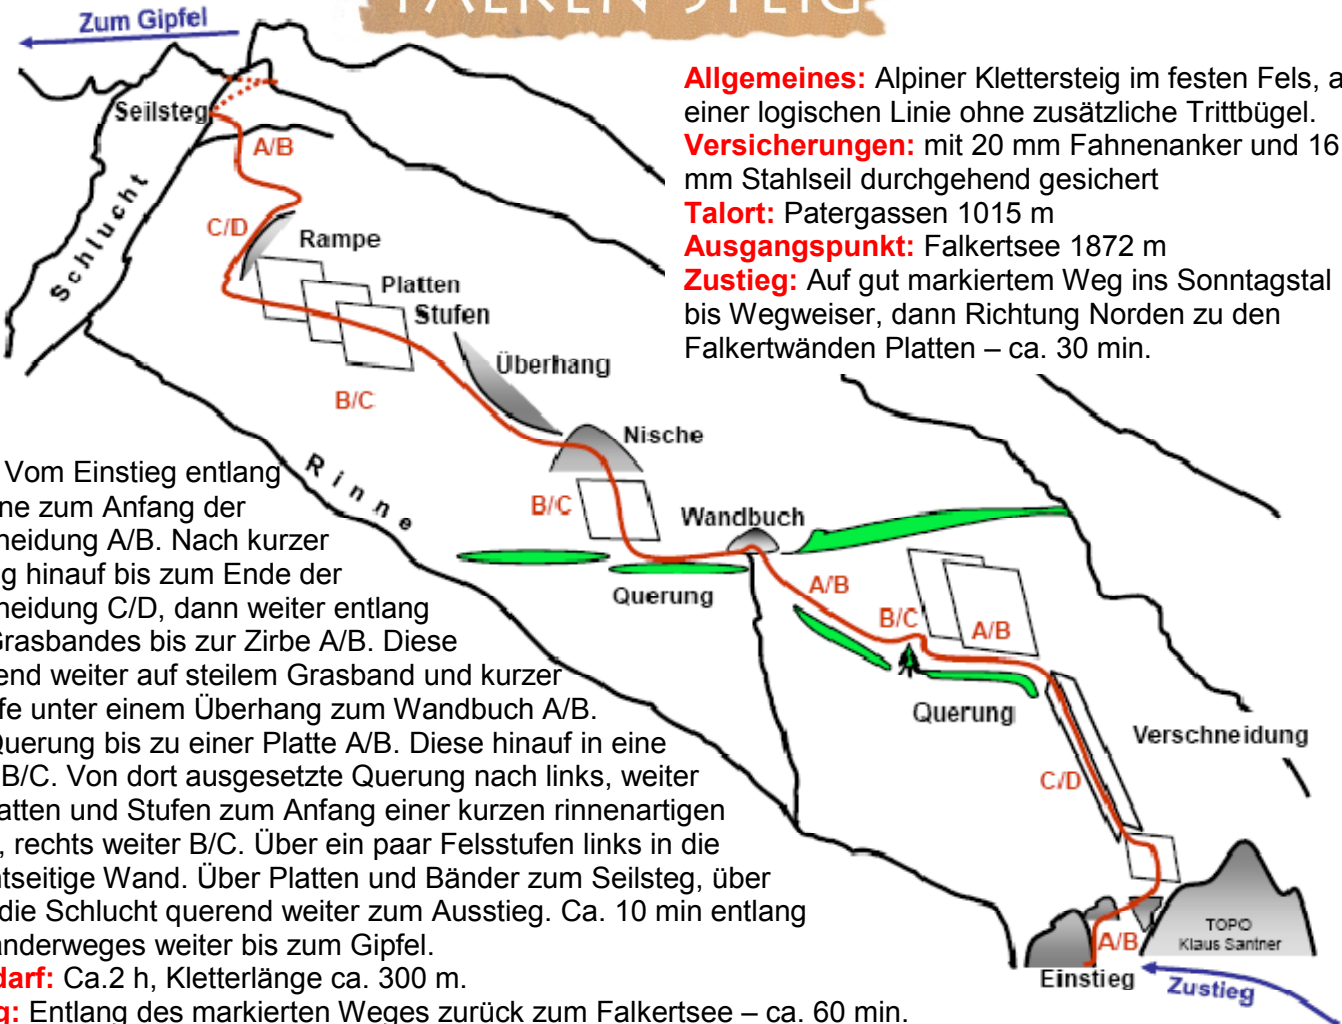 FALKEN STEIG
Zum Gipfel
Allgemeines: Alpiner Klettersteig im festen Fels, a
einer logischen Linie ohne zusätzliche Trittbügel.
Versicherungen: mit 20 mm Fahnenanker und 16
mm Stahlseil durchgehend gesichert
Talort: Patergassen 1015 m
Ausgangspunkt: Falkertsee 1872 m
Zustieg: Auf gut markiertem Weg ins Sonntagstal
bis Wegweiser, dann Richtung Norden zu den
Falkertwänden Platten – ca. 30 min.
Seilsteg
A/B
Schlucht
C/D
Rampe
Platten
Stufen
Überhang
B/C
Nische
Rinne
B/C
Wandbuch
Querung
A/B
B/C
A/B
Querung
Verschneidung
C/D
A/B
Einstieg
TOPO
Klaus Santner
Zustieg
Vom Einstieg entlang
ne zum Anfang der
neidung A/B. Nach kurzer
g hinauf bis zum Ende der
neidung C/D, dann weiter entlang
Grasbandes bis zur Zirbe A/B. Diese
end weiter auf steilem Grasband und kurzer
fe unter einem Überhang zum Wandbuch A/B.
Querung bis zu einer Platte A/B. Diese hinauf in eine
B/C. Von dort ausgesetzte Querung nach links, weiter
atten und Stufen zum Anfang einer kurzen rinnenartigen
, rechts weiter B/C. Über ein paar Felsstufen links in die
ntseitige Wand. Über Platten und Bänder zum Seilsteg, über
die Schlucht querend weiter zum Ausstieg. Ca. 10 min entlang
anderweges weiter bis zum Gipfel.
darf: Ca.2 h, Kletterlänge ca. 300 m.
g: Entlang des markierten Weges zurück zum Falkertsee – ca. 60 min.